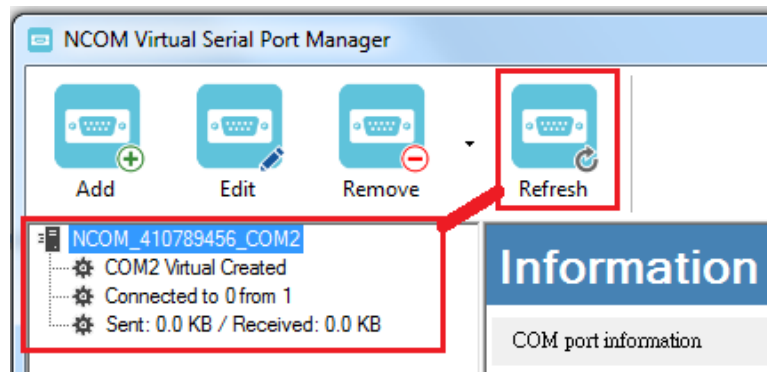 NCOM Virtual Serial Port Manager
Add Edit Remove Refresh
NCOM_410789456_COM2
COM2 Virtual Created
Connected to 0 from 1
Sent: 0.0 KB / Received: 0.0 KB
Information
COM port information